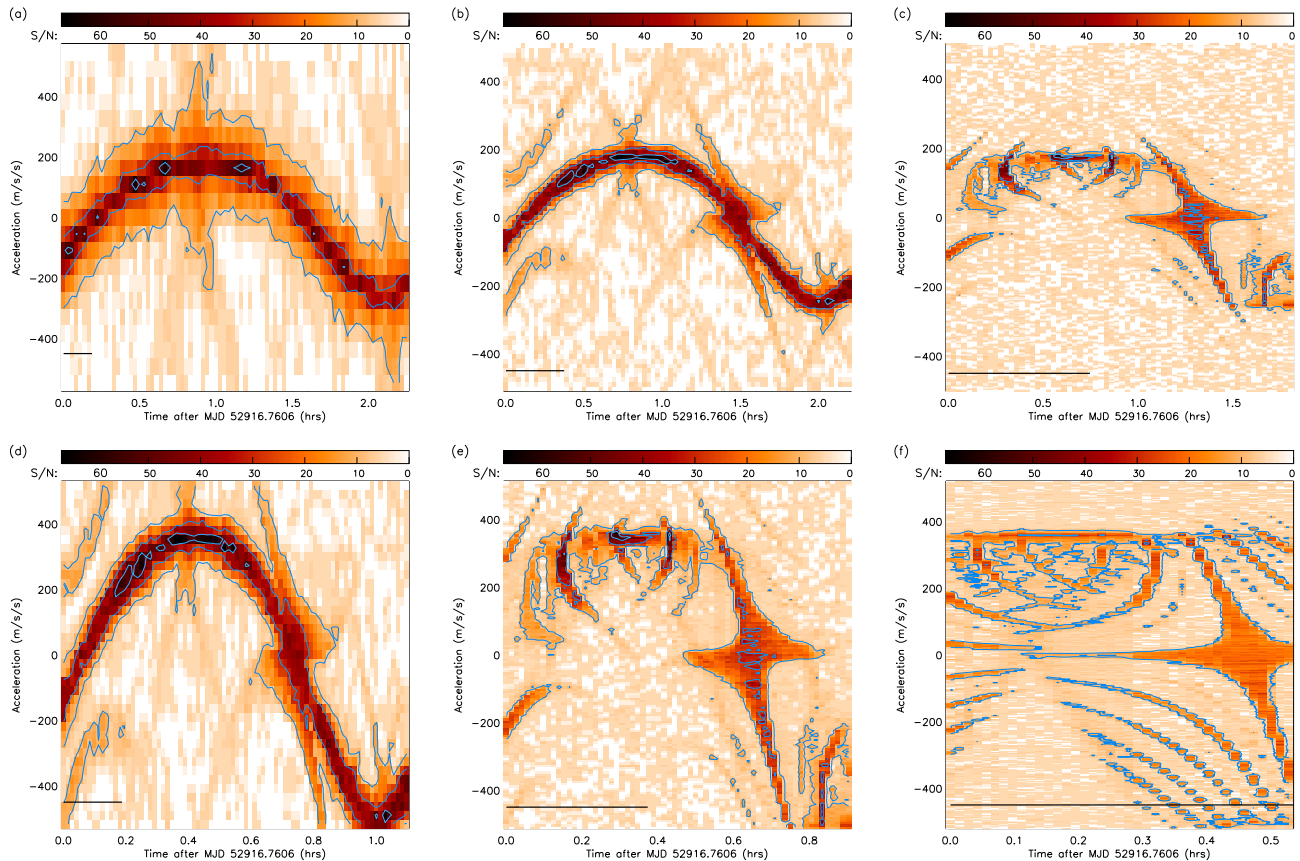 (a)
S/N: 60 50 40 30 20 10 0
Acceleration (m/s/s)
400
200
0
−200
−400
0.0 0.5 1.0 1.5 2.0
Time after MJD 52916.7606 (hrs)
(b)
S/N: 60 50 40 30 20 10 0
Acceleration (m/s/s)
400
200
0
−200
−400
0.0 0.5 1.0 1.5 2.0
Time after MJD 52916.7606 (hrs)
(c)
S/N: 60 50 40 30 20 10 0
Acceleration (m/s/s)
400
200
0
−200
−400
0.0 0.5 1.0 1.5
Time after MJD 52916.7606 (hrs)
(d)
S/N: 60 50 40 30 20 10 0
Acceleration (m/s/s)
400
200
0
−200
−400
0.0 0.2 0.4 0.6 0.8 1.0
Time after MJD 52916.7606 (hrs)
(e)
S/N: 60 50 40 30 20 10 0
Acceleration (m/s/s)
400
200
0
−200
−400
0.0 0.2 0.4 0.6 0.8
Time after MJD 52916.7606 (hrs)
(f)
S/N: 60 50 40 30 20 10 0
Acceleration (m/s/s)
400
200
0
−200
−400
0.0 0.1 0.2 0.3 0.4 0.5
Time after MJD 52916.7606 (hrs)